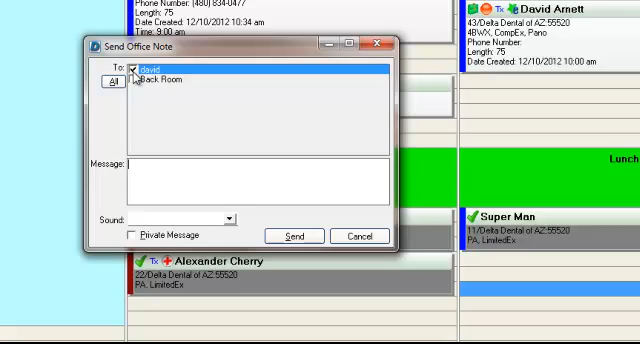 Phone Number: (480) 834-0477
Length: 75
Date Created: 12/10/2012 10:34 am
Time: 9:00 am
Send Office Note
To:
david
All
Back Room
Message:
Sound:
Private Message
Send
Cancel
Tx
Alexander Cherry
22/Delta Dental of AZ:55520
PA, LimitedEx
Tx
David Arnett
43/Delta Dental of AZ:55520
4BWX, CompEx, Pano
Phone Number:
Length: 75
Date Created: 12/10/2012 10:00 am
Lunch
Super Man
11/Delta Dental of AZ:55520
PA, LimitedEx